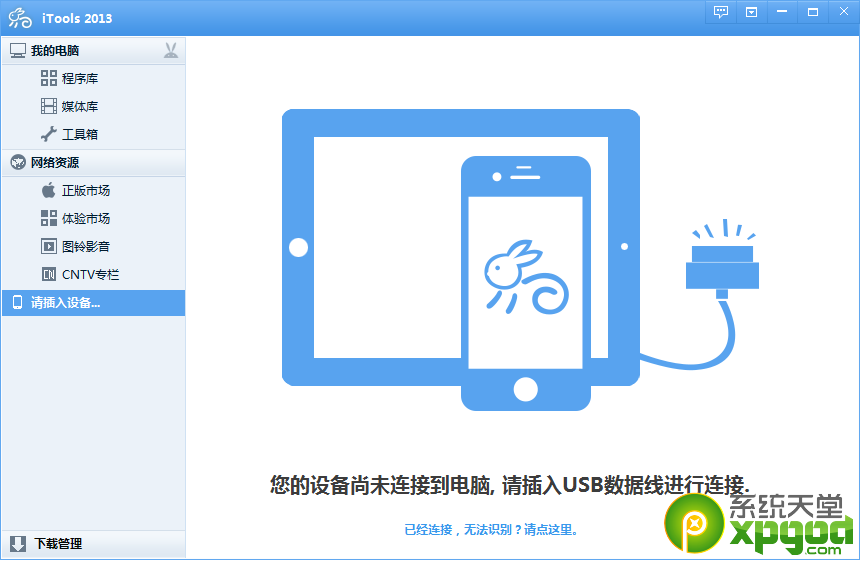 iTools 2013
我的电脑
程序库
媒体库
工具箱
网络资源
正版市场
体验市场
图铃影音
CN CNTV专栏
请插入设备...
下载管理
您的设备尚未连接到电脑, 请插入USB数据线进行连接.
已经连接，无法识别？请点这里。
系统天堂
xpgod
.com